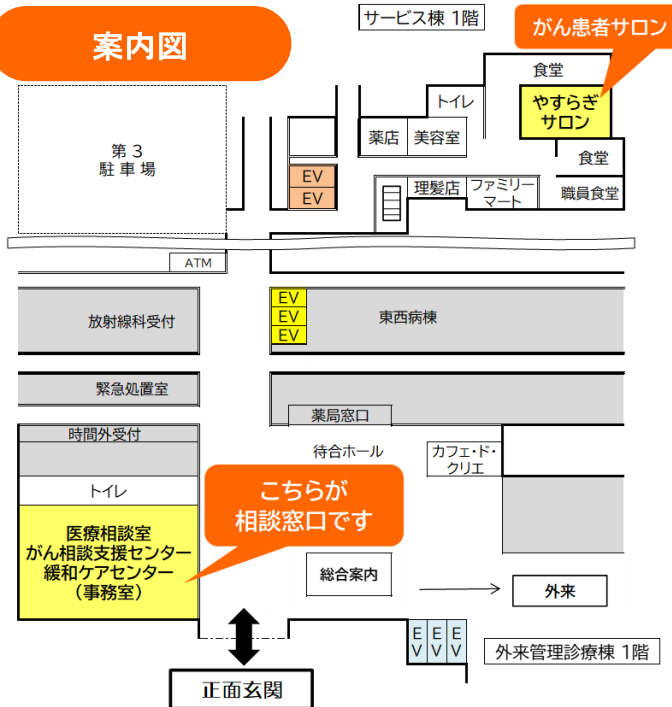 案内図
サービス棟 1階
がん患者サロン
食堂
トイレ
やすらぎ
サロン
第3
駐車場
薬店
美容室
食堂
EV
EV
理髪店
ファミリー
マート
職員食堂
ATM
EV
EV
EV
放射線科受付
東西病棟
緊急処置室
薬局窓口
時間外受付
待合ホール
カフェ・ド・
クリエ
トイレ
こちらが
相談窓口です
医療相談室
がん相談支援センター
緩和ケアセンター
(事務室)
総合案内
外来
EV
EV
EV
外来管理診療棟 1階
正面玄関